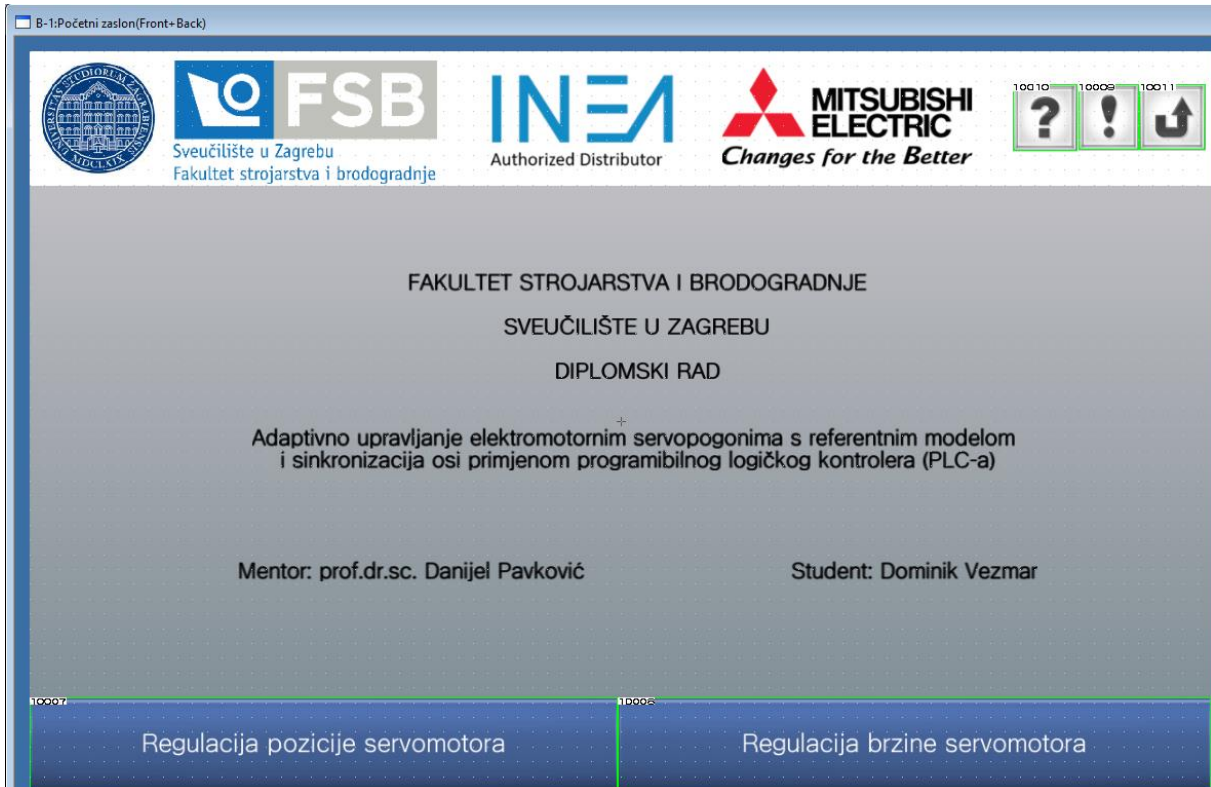 B-1:Početni zaslon(Front+Back)
FSB
Sveučilište u Zagrebu
Fakultet strojarstva i brodogradnje
INEA
Authorized Distributor
MITSUBISHI
ELECTRIC
Changes for the Better
10010 10009 10011
? !
FAKULTET STROJARSTVA I BRODOGRADNJE
SVEUČILIŠTE U ZAGREBU
DIPLOMSKI RAD
Adaptivno upravljanje elektromotornim servopogonima s referentnim modelom
i sinkronizacija osi primjenom programibilnog logičkog kontrolera (PLC-a)
Mentor: prof.dr.sc. Danijel Pavković
Student: Dominik Vezmar
10007
Regulacija pozicije servomotora
Regulacija brzine servomotora